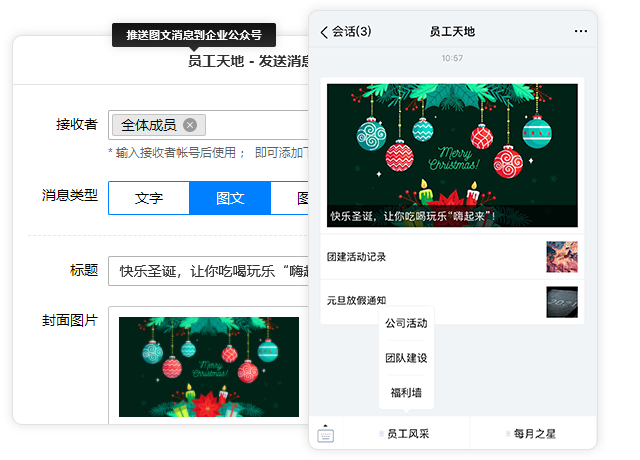 推送图文消息到企业公众号
员工天地 - 发送消息
接收者
全体成员
* 输入接收者帐号后使用 ； 即可添加
消息类型
文字
图文
标题
快乐圣诞，让你吃喝玩乐“嗨
封面图片
Merry
Christmas!
会话(3)
员工天地
10:57
Merry
Christmas!
快乐圣诞，让你吃喝玩乐“嗨起来”！
团建活动记录
元旦放假通知
2021
公司活动
团队建设
福利墙
员工风采
每月之星